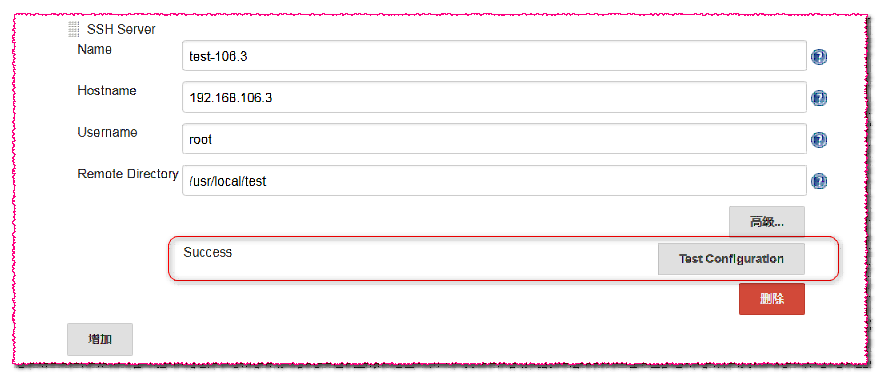 SSH Server
Name
test-106.3
Hostname
192.168.106.3
Username
root
Remote Directory
/usr/local/test
高级...
Success
Test Configuration
删除
增加